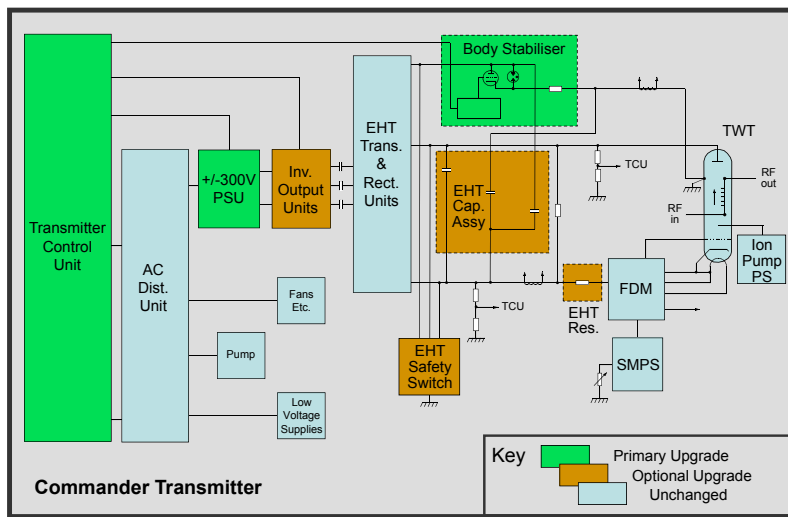 Body Stabiliser
TWT
EHT
Trans.
&
Rect.
Units
+/-300V
PSU
Inv.
Output
Units
TCU
RF
out
RF
in
EHT
Cap.
Assy
Transmitter
Control
Unit
AC
Dist.
Unit
Ion
Pump
PS
FDM
Fans
Etc.
TCU
EHT
Res.
Pump
EHT
Safety
Switch
SMPS
Low
Voltage
Supplies
Key
Primary Upgrade
Optional Upgrade
Unchanged
Commander Transmitter